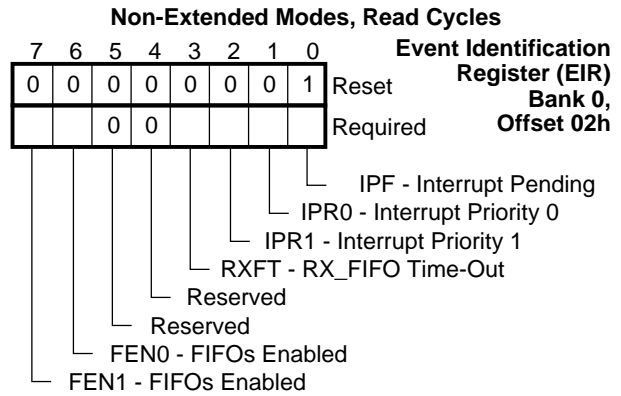 Non-Extended Modes, Read Cycles
Event Identification
Register (EIR)
Bank 0,
Offset 02h
7 6 5 4 3 2 1 0
0 0 0 0 0 0 0 1 Reset
0 0 Required
IPF - Interrupt Pending
IPR0 - Interrupt Priority 0
IPR1 - Interrupt Priority 1
RXFT - RX_FIFO Time-Out
Reserved
Reserved
FEN0 - FIFOs Enabled
FEN1 - FIFOs Enabled